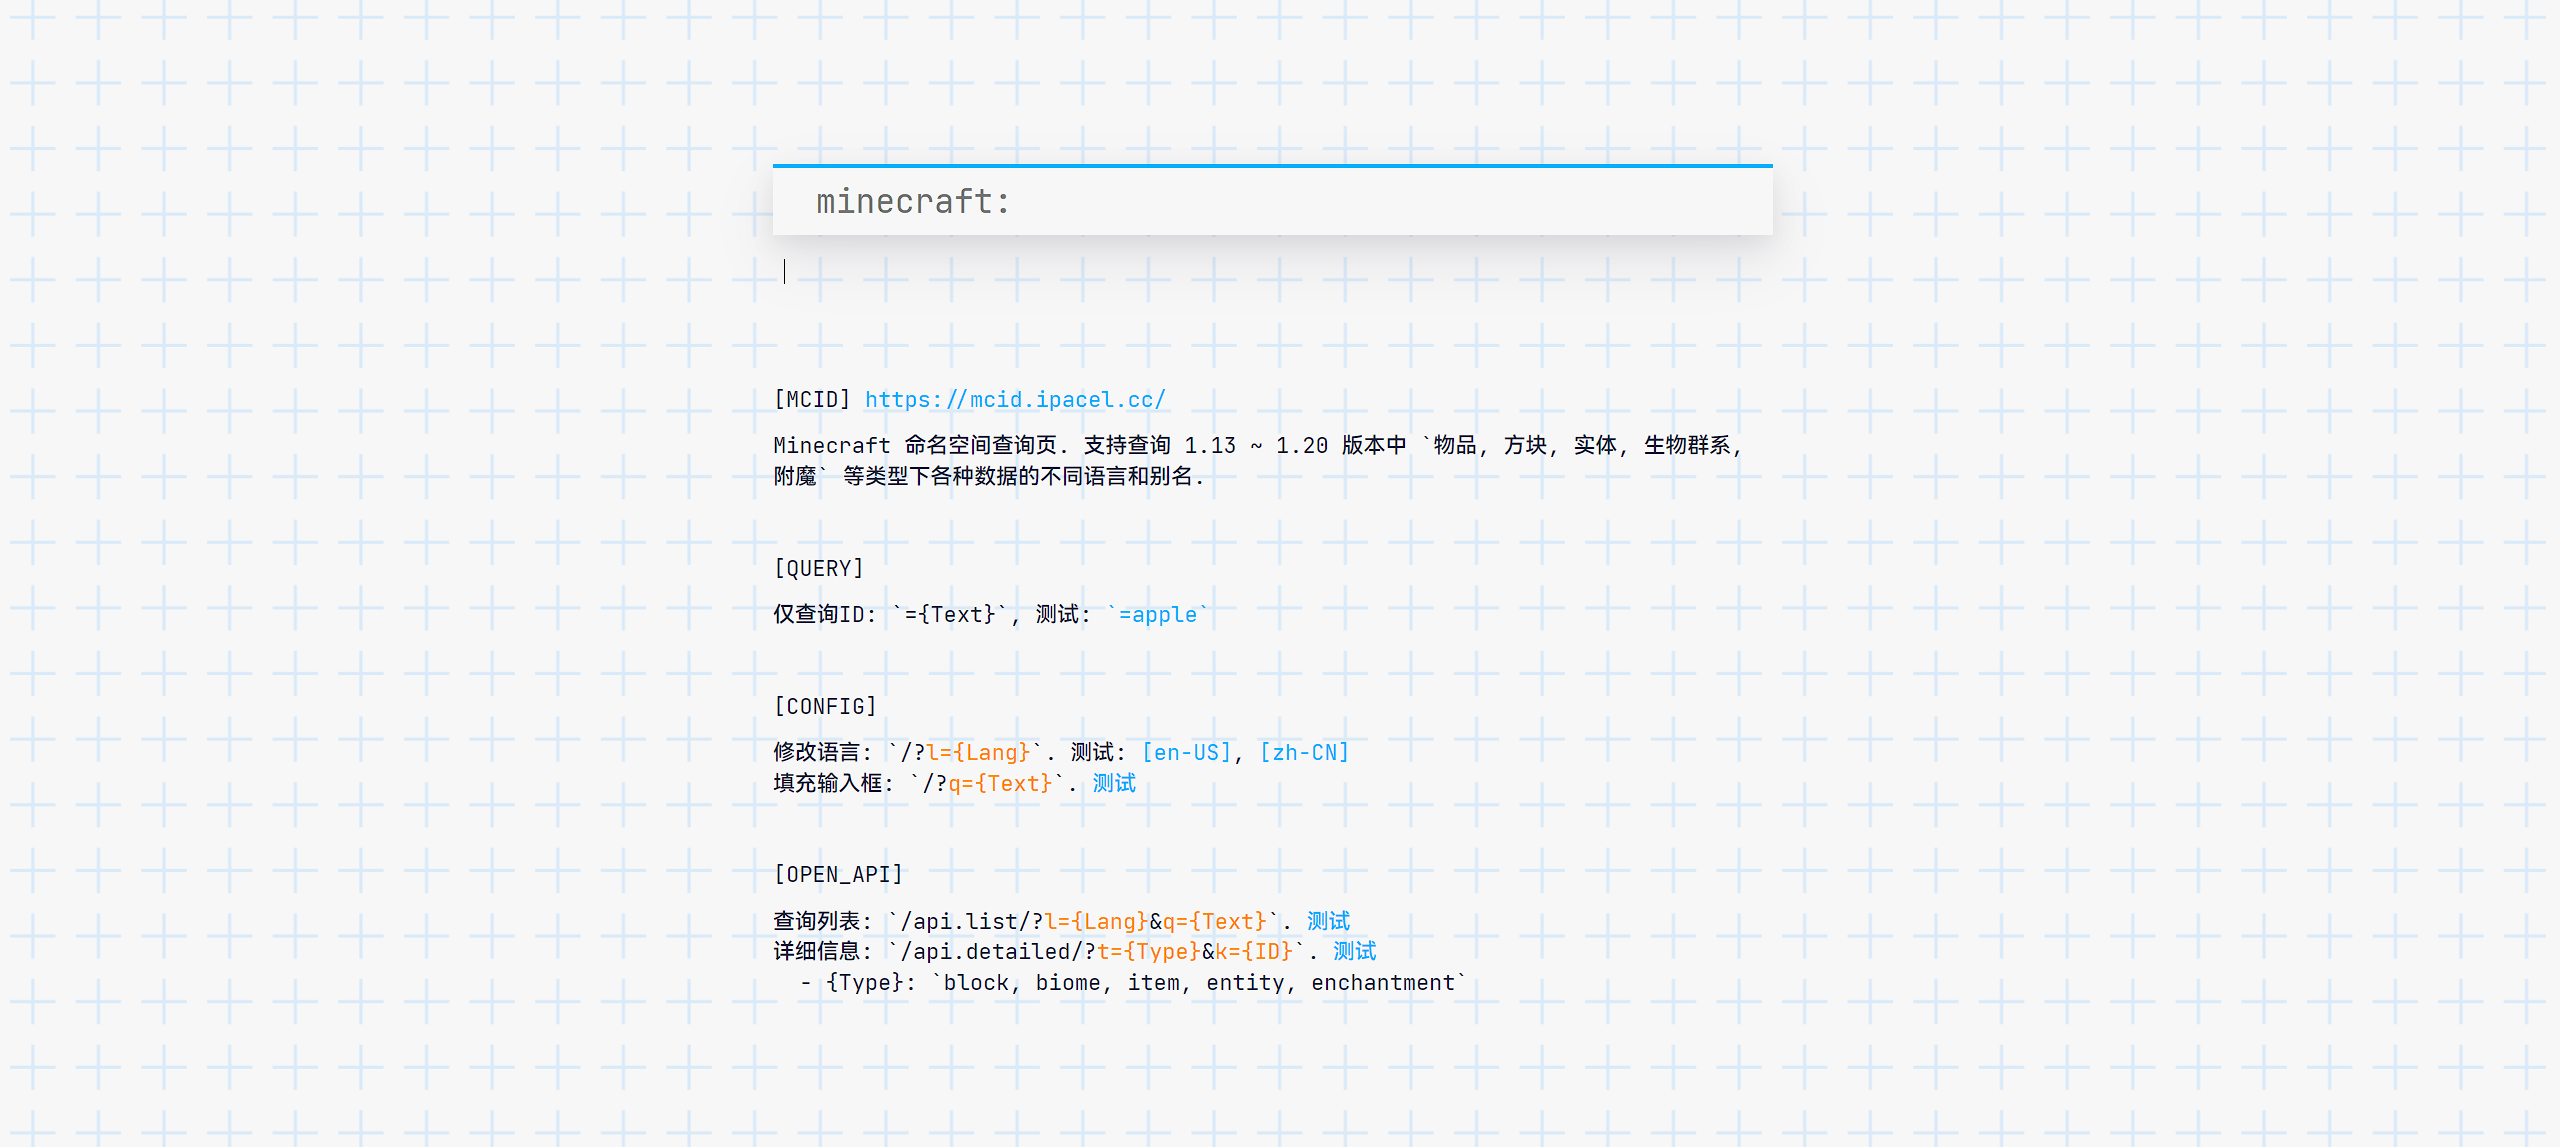 minecraft:
[MCID] https://mcid.ipacel.cc/
Minecraft 命名空间查询页. 支持查询 1.13 ~ 1.20 版本中 `物品, 方块, 实体, 生物群系,
附魔` 等类型下各种数据的不同语言和别名.
[QUERY]
仅查询ID: `={Text}`, 测试: `=apple`
[CONFIG]
修改语言: `/?l={Lang}`. 测试: [en-US], [zh-CN]
填充输入框: `/?q={Text}`. 测试
[OPEN_API]
查询列表: `/api.list/?l={Lang}&q={Text}`. 测试
详细信息: `/api.detailed/?t={Type}&k={ID}`. 测试
- {Type}: `block, biome, item, entity, enchantment`